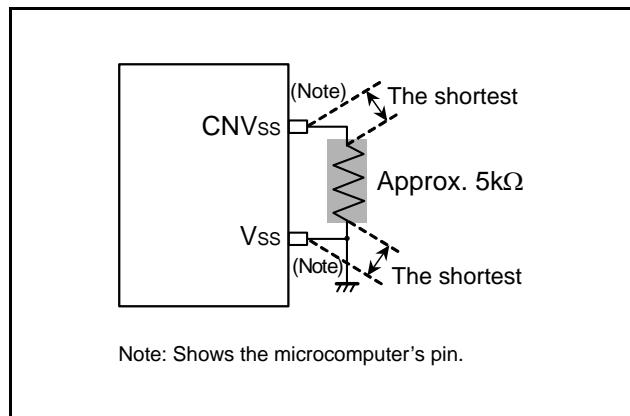 (Note)
The shortest
CNVSS
Approx. 5kΩ
VSS
(Note)
The shortest
Note: Shows the microcomputer's pin.